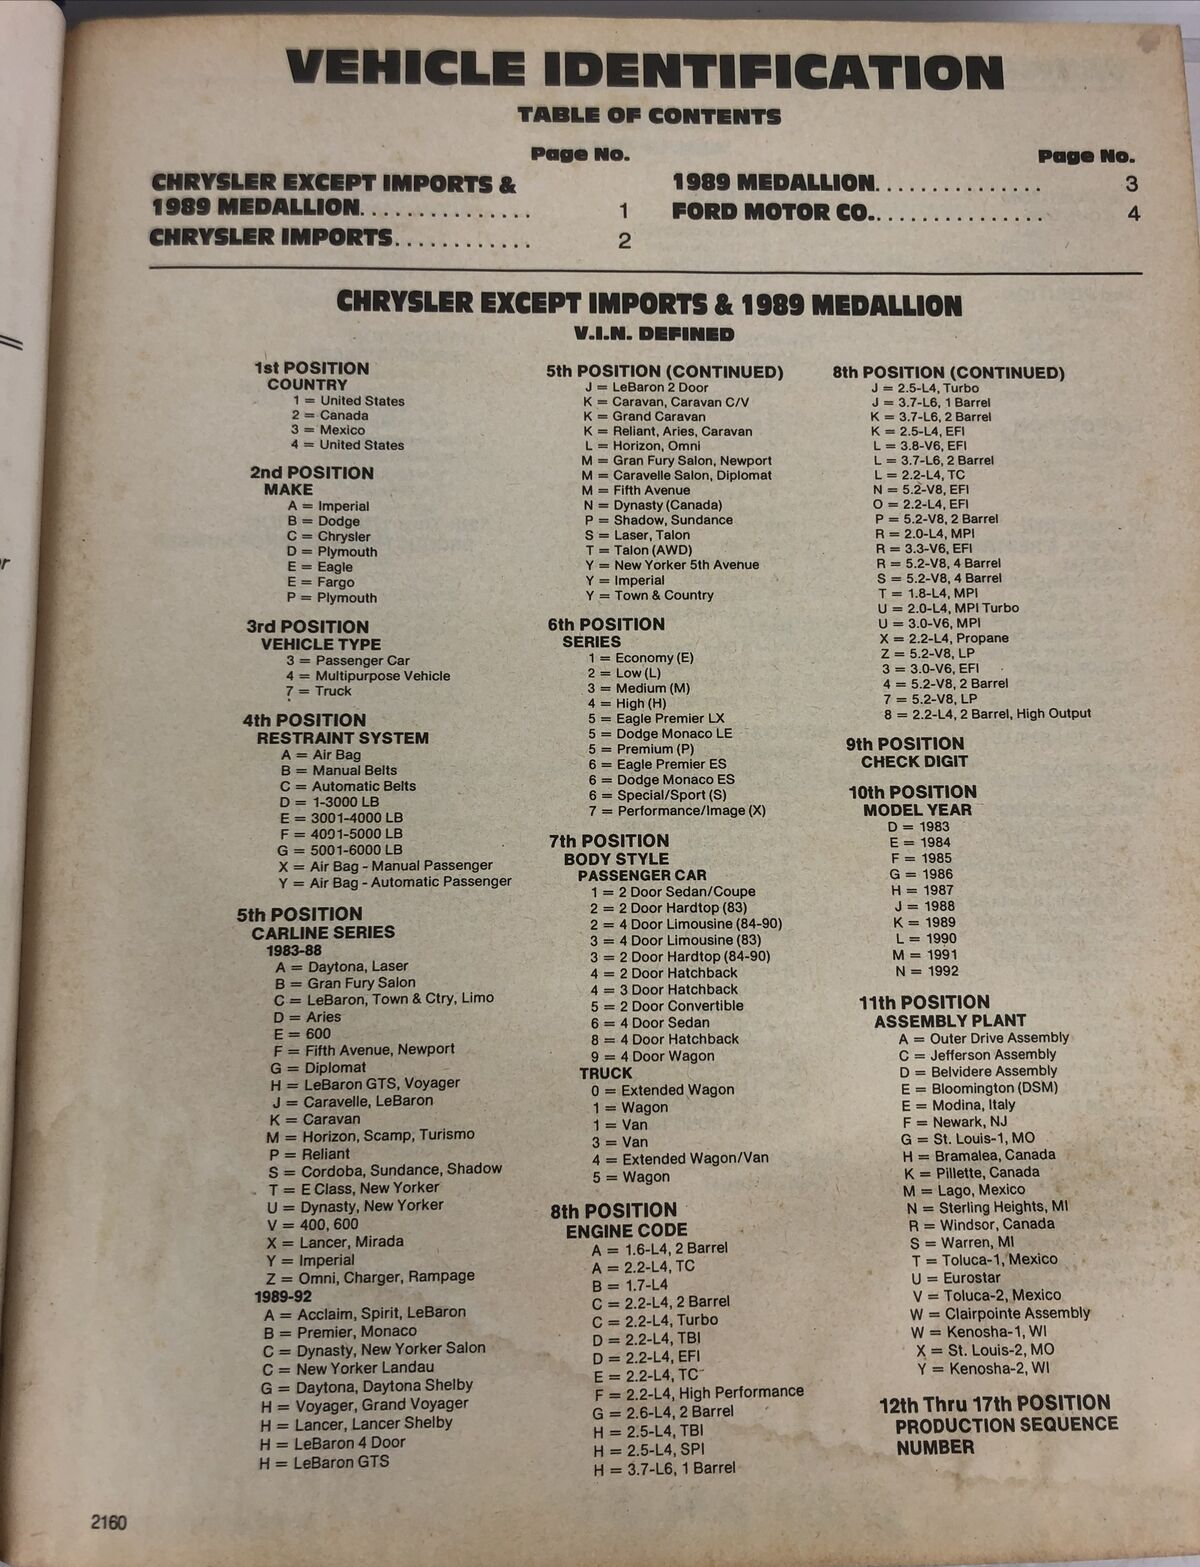 VEHICLE IDENTIFICATION
TABLE OF CONTENTS
Page No.
CHRYSLER EXCEPT IMPORTS &
1989 MEDALLION............... 1
CHRYSLER IMPORTS............ 2
Page No.
1989 MEDALLION............... 3
FORD MOTOR CO................ 4
CHRYSLER EXCEPT IMPORTS & 1989 MEDALLION
V.I.N. DEFINED
1st POSITION
COUNTRY
1 = United States
2 = Canada
3 = Mexico
4 = United States
2nd POSITION
MAKE
A = Imperial
B = Dodge
C = Chrysler
D = Plymouth
E = Eagle
E = Fargo
P = Plymouth
3rd POSITION
VEHICLE TYPE
3 = Passenger Car
4 = Multipurpose Vehicle
7 = Truck
4th POSITION
RESTRAINT SYSTEM
A = Air Bag
B = Manual Belts
C = Automatic Belts
D = 1-3000 LB
E = 3001-4000 LB
F = 4001-5000 LB
G = 5001-6000 LB
X = Air Bag - Manual Passenger
Y = Air Bag - Automatic Passenger
5th POSITION
CARLINE SERIES
1983-88
A = Daytona, Laser
B = Gran Fury Salon
C = LeBaron, Town & Ctry, Limo
D = Aries
E = 600
F = Fifth Avenue, Newport
G = Diplomat
H = LeBaron GTS, Voyager
J = Caravelle, LeBaron
K = Caravan
M = Horizon, Scamp, Turismo
P = Reliant
S = Cordoba, Sundance, Shadow
T = E Class, New Yorker
U = Dynasty, New Yorker
V = 400, 600
X = Lancer, Mirada
Y = Imperial
Z = Omni, Charger, Rampage
1989-92
A = Acclaim, Spirit, LeBaron
B = Premier, Monaco
C = Dynasty, New Yorker Salon
C = New Yorker Landau
G = Daytona, Daytona Shelby
H = Voyager, Grand Voyager
H = Lancer, Lancer Shelby
H = LeBaron 4 Door
H = LeBaron GTS
5th POSITION (CONTINUED)
J = LeBaron 2 Door
K = Caravan, Caravan C/V
K = Grand Caravan
K = Reliant, Aries, Caravan
L = Horizon, Omni
M = Gran Fury Salon, Newport
M = Caravelle Salon, Diplomat
M = Fifth Avenue
N = Dynasty (Canada)
P = Shadow, Sundance
S = Laser, Talon
T = Talon (AWD)
Y = New Yorker 5th Avenue
Y = Imperial
Y = Town & Country
6th POSITION
SERIES
1 = Economy (E)
2 = Low (L)
3 = Medium (M)
4 = High (H)
5 = Eagle Premier LX
5 = Dodge Monaco LE
5 = Premium (P)
6 = Eagle Premier ES
6 = Dodge Monaco ES
6 = Special/Sport (S)
7 = Performance/Image (X)
7th POSITION
BODY STYLE
PASSENGER CAR
1 = 2 Door Sedan/Coupe
2 = 2 Door Hardtop (83)
2 = 4 Door Limousine (84-90)
3 = 4 Door Limousine (83)
3 = 2 Door Hardtop (84-90)
4 = 2 Door Hatchback
4 = 3 Door Hatchback
5 = 2 Door Convertible
6 = 4 Door Sedan
8 = 4 Door Hatchback
9 = 4 Door Wagon
TRUCK
0 = Extended Wagon
1 = Wagon
1 = Van
3 = Van
4 = Extended Wagon/Van
5 = Wagon
8th POSITION
ENGINE CODE
A = 1.6-L4, 2 Barrel
A = 2.2-L4, TC
B = 1.7-L4
C = 2.2-L4, 2 Barrel
C = 2.2-L4, Turbo
D = 2.2-L4, TBI
D = 2.2-L4, EFI
E = 2.2-L4, TC
F = 2.2-L4, High Performance
G = 2.6-L4, 2 Barrel
H = 2.5-L4, TBI
H = 2.5-L4, SPI
H = 3.7-L6, 1 Barrel
8th POSITION (CONTINUED)
J = 2.5-L4, Turbo
J = 3.7-L6, 1 Barrel
K = 3.7-L6, 2 Barrel
K = 2.5-L4, EFI
L = 3.8-V6, EFI
L = 3.7-L6, 2 Barrel
L = 2.2-L4, TC
N = 5.2-V8, EFI
O = 2.2-L4, EFI
P = 5.2-V8, 2 Barrel
R = 2.0-L4, MPI
R = 3.3-V6, EFI
R = 5.2-V8, 4 Barrel
S = 5.2-V8, 4 Barrel
T = 1.8-L4, MPI
U = 2.0-L4, MPI Turbo
U = 3.0-V6, MPI
X = 2.2-L4, Propane
Z = 5.2-V8, LP
3 = 3.0-V6, EFI
4 = 5.2-V8, 2 Barrel
7 = 5.2-V8, LP
8 = 2.2-L4, 2 Barrel, High Output
9th POSITION
CHECK DIGIT
10th POSITION
MODEL YEAR
D = 1983
E = 1984
F = 1985
G = 1986
H = 1987
J = 1988
K = 1989
L = 1990
M = 1991
N = 1992
11th POSITION
ASSEMBLY PLANT
A = Outer Drive Assembly
C = Jefferson Assembly
D = Belvidere Assembly
E = Bloomington (DSM)
E = Modina, Italy
F = Newark, NJ
G = St. Louis-1, MO
H = Bramalea, Canada
K = Pillette, Canada
M = Lago, Mexico
N = Sterling Heights, MI
R = Windsor, Canada
S = Warren, MI
T = Toluca-1, Mexico
U = Eurostar
V = Toluca-2, Mexico
W = Clairpointe Assembly
W = Kenosha-1, WI
X = St. Louis-2, MO
Y = Kenosha-2, WI
12th Thru 17th POSITION
PRODUCTION SEQUENCE
NUMBER
2160